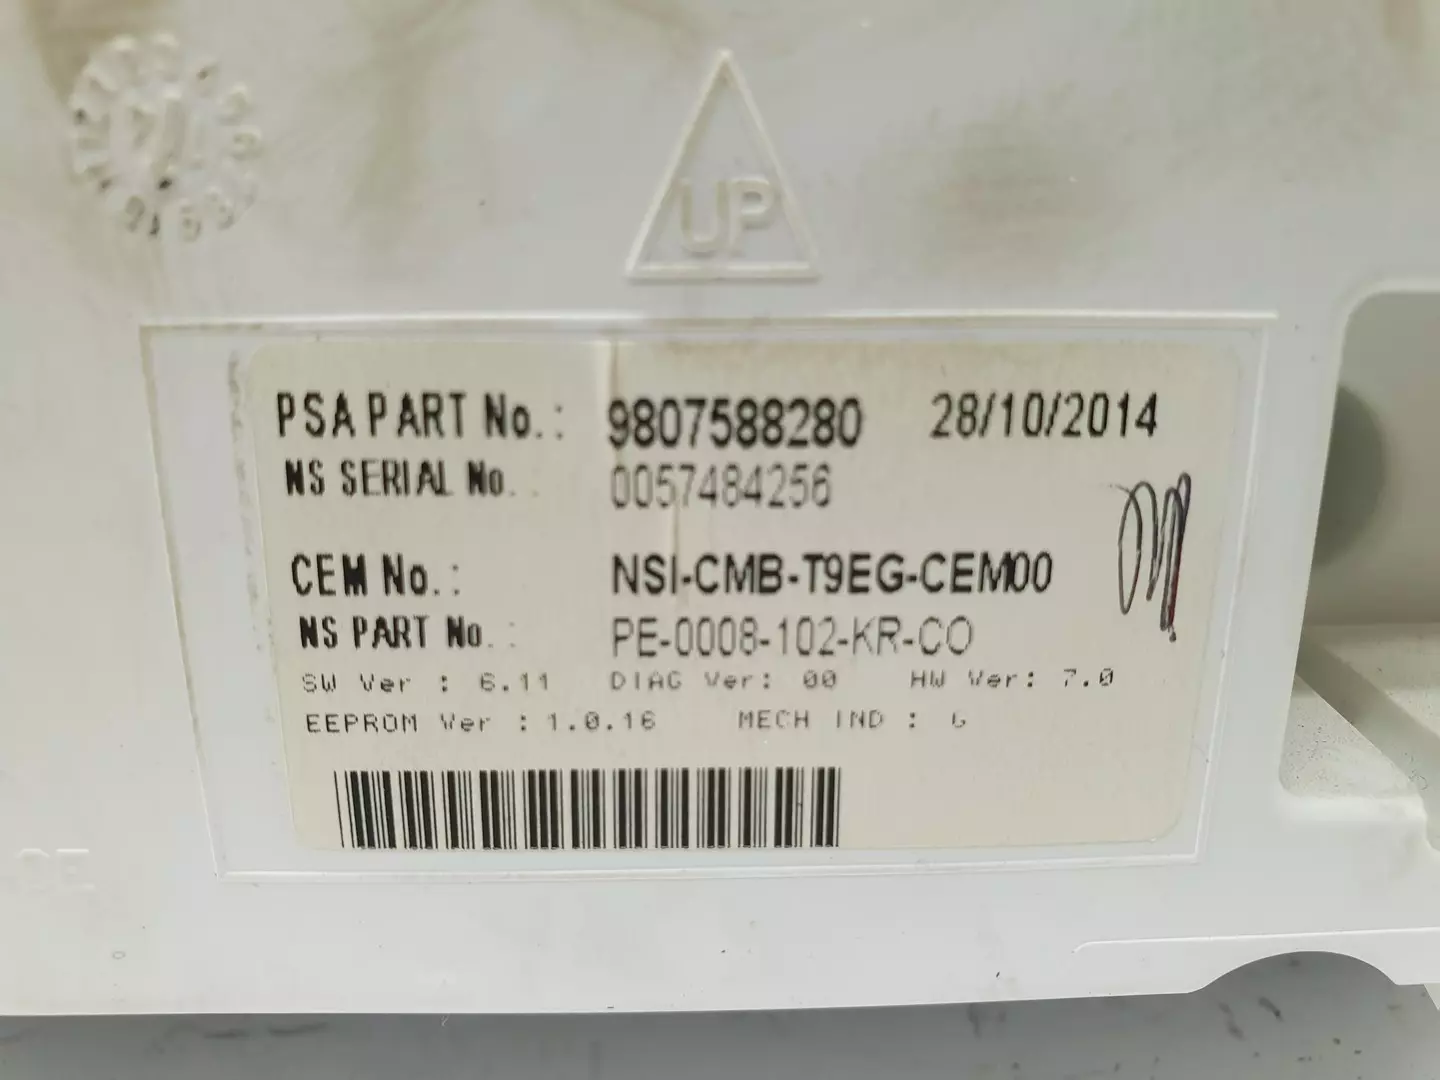 UP
PSA PART No.: 9807588280 28/10/2014
NS SERIAL No. : 0057484256
CEM No.: NSI-CMB-T9EG-CEM00
NS PART No. : PE-0008-102-KR-CO
SW Ver : 6.11 DIAG Ver: 00 HW Ver: 7.0
EEPROM Ver : 1.0.16 MECH IND : G